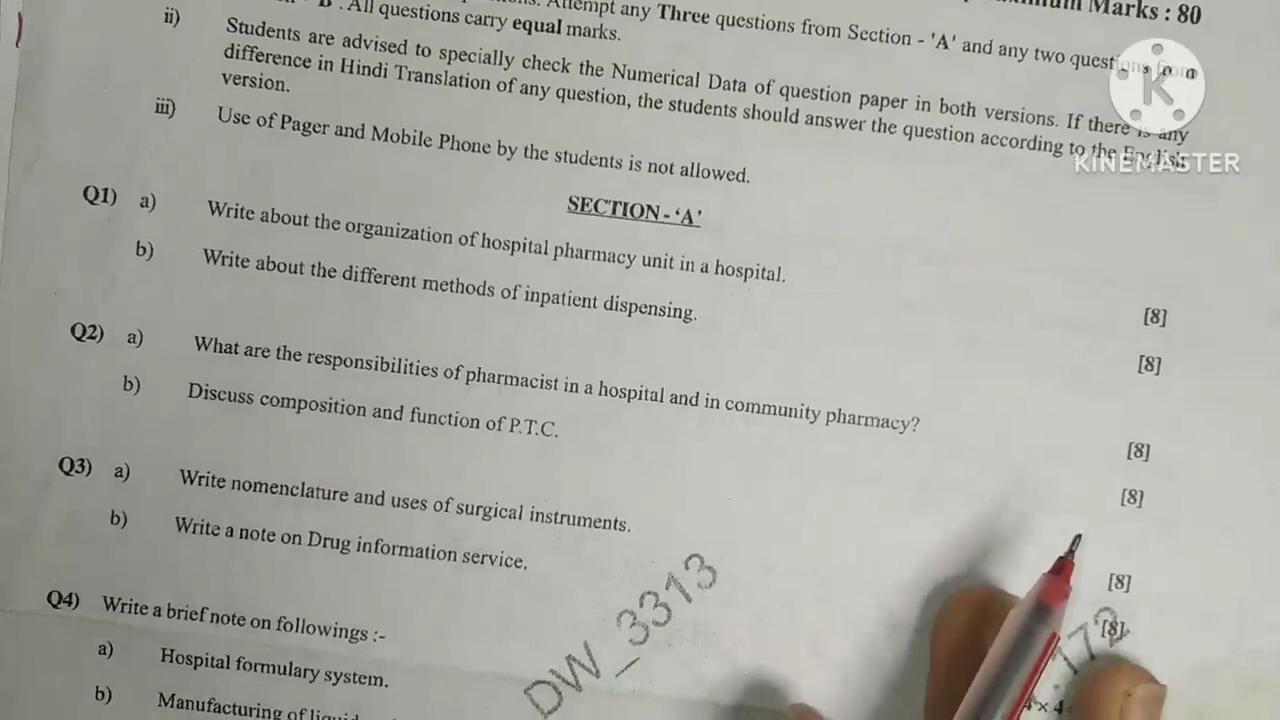 Maximum Marks : 80
Attempt any Three questions from Section - 'A' and any two questions from
'B'. All questions carry equal marks.
ii) Students are advised to specially check the Numerical Data of question paper in both versions. If there is any
difference in Hindi Translation of any question, the students should answer the question according to the English
version.
iii) Use of Pager and Mobile Phone by the students is not allowed.
K
KINEMASTER
SECTION - 'A'
Q1) a) Write about the organization of hospital pharmacy unit in a hospital. [8]
b) Write about the different methods of inpatient dispensing. [8]
Q2) a) What are the responsibilities of pharmacist in a hospital and in community pharmacy? [8]
b) Discuss composition and function of P.T.C. [8]
Q3) a) Write nomenclature and uses of surgical instruments. [8]
b) Write a note on Drug information service. [8]
Q4) Write a brief note on followings :-
a) Hospital formulary system.
b) Manufacturing of
4 × 4
DW_3313
172